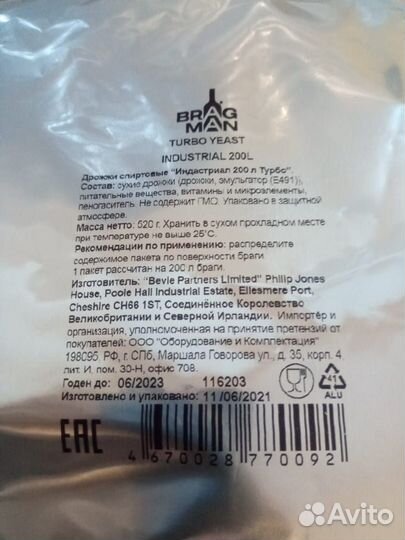 BRAGMAN
TURBO YEAST
INDUSTRIAL 200L
Дрожжи спиртовые "Индастриал 200 л Турбо".
Состав: сухие дрожжи (дрожжи, эмульгатор (E491)),
питательные вещества, витамины и микроэлементы,
пеногаситель. Не содержит ГМО. Упаковано в защитной
атмосфере.
Масса нетто: 520 г. Хранить в сухом прохладном месте
при температуре не выше 25°C.
Рекомендации по применению: распределите
содержимое пакета по поверхности браги.
1 пакет рассчитан на 200 л браги.
Изготовитель: "Bevie Partners Limited" Philip Jones
House, Poole Hall Industrial Estate, Ellesmere Port,
Cheshire CH66 1ST, Соединённое Королевство
Великобритании и Северной Ирландии. Импортёр и
организация, уполномоченная на принятие претензий от
покупателей: ООО "Оборудование и Комплектация"
198095, РФ, г. СПб, Маршала Говорова ул., д. 35, корп. 4,
лит. И, пом. 30-Н, офис 708.
Годен до: 06/2023 116203
Изготовлено и упаковано: 11/06/2021
41
ALU
EAC
4 670028 770092
Avito